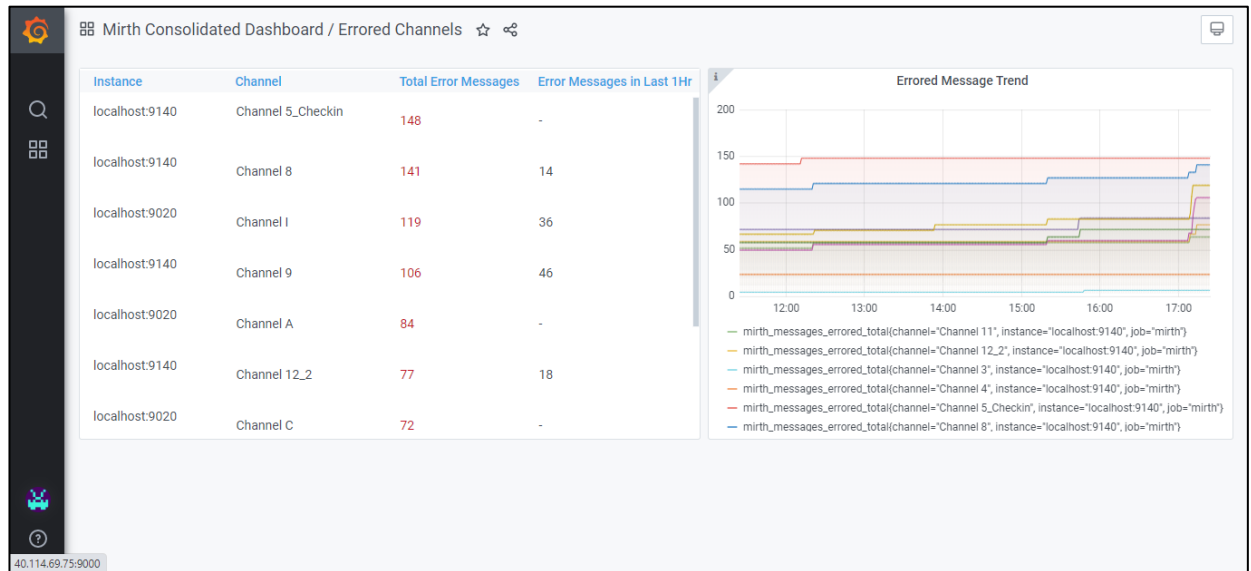 Mirth Consolidated Dashboard / Errored Channels
Instance Channel Total Error Messages Error Messages in Last 1Hr
localhost:9140 Channel 5_Checkin 148 -
localhost:9140 Channel 8 141 14
localhost:9020 Channel I 119 36
localhost:9140 Channel 9 106 46
localhost:9020 Channel A 84 -
localhost:9140 Channel 12_2 77 18
localhost:9020 Channel C 72 -
i
Errored Message Trend
200
150
100
50
0
12:00 13:00 14:00 15:00 16:00 17:00
mirth_messages_errored_total{channel="Channel 11", instance="localhost:9140", job="mirth"}
mirth_messages_errored_total{channel="Channel 12_2", instance="localhost:9140", job="mirth"}
mirth_messages_errored_total{channel="Channel 3", instance="localhost:9140", job="mirth"}
mirth_messages_errored_total{channel="Channel 4", instance="localhost:9140", job="mirth"}
mirth_messages_errored_total{channel="Channel 5_Checkin", instance="localhost:9140", job="mirth"}
mirth_messages_errored_total{channel="Channel 8", instance="localhost:9140", job="mirth"}
?
40.114.69.75:9000